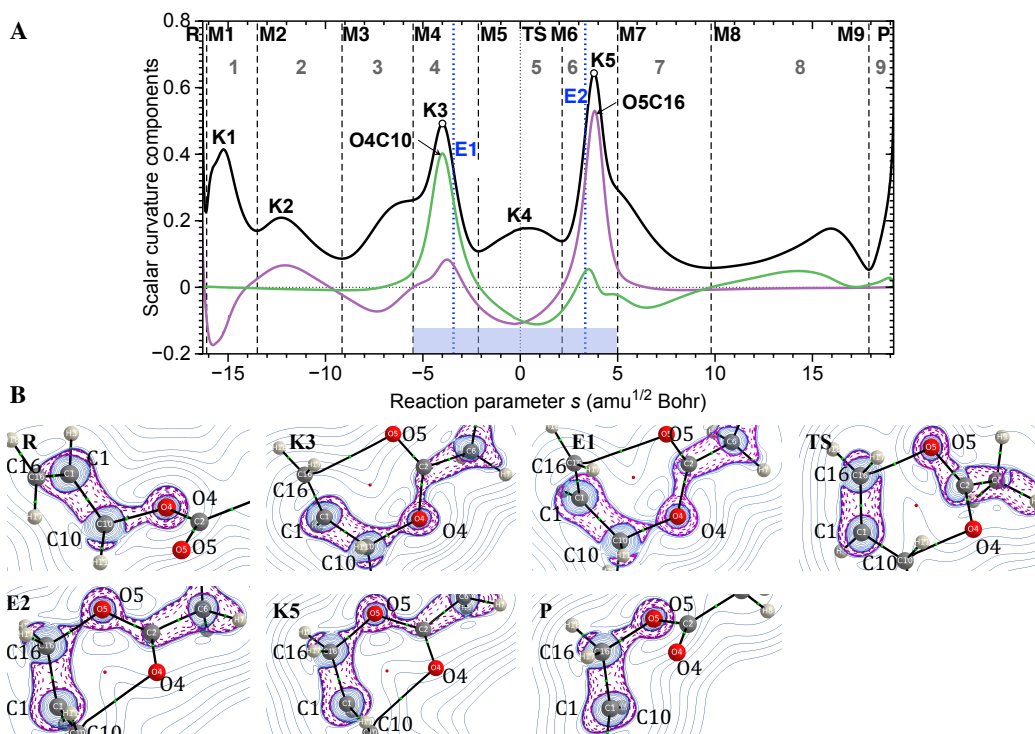 A
R M1 M2 M3 M4 M5 TS M6 M7 M8 M9 P
1 2 3 4 5 6 7 8 9
K1 K2 K3 K4 K5
O4C10 E1 E2 O5C16
Scalar curvature components
0.8
0.6
0.4
0.2
0
−0.2
−15 −10 −5 0 5 10 15
Reaction parameter s (amu1/2 Bohr)
B
R C1 C16 C10 O4 O5
K3 O5 C16 C1 C10 O4
E1 O5 C16 C1 C10 O4
TS O5 C16 C1 C10 O4
E2 O5 C16 O4 C1 C10
K5 O5 C16 O4 C1 C10
P O5 C16 O4 C1 C10